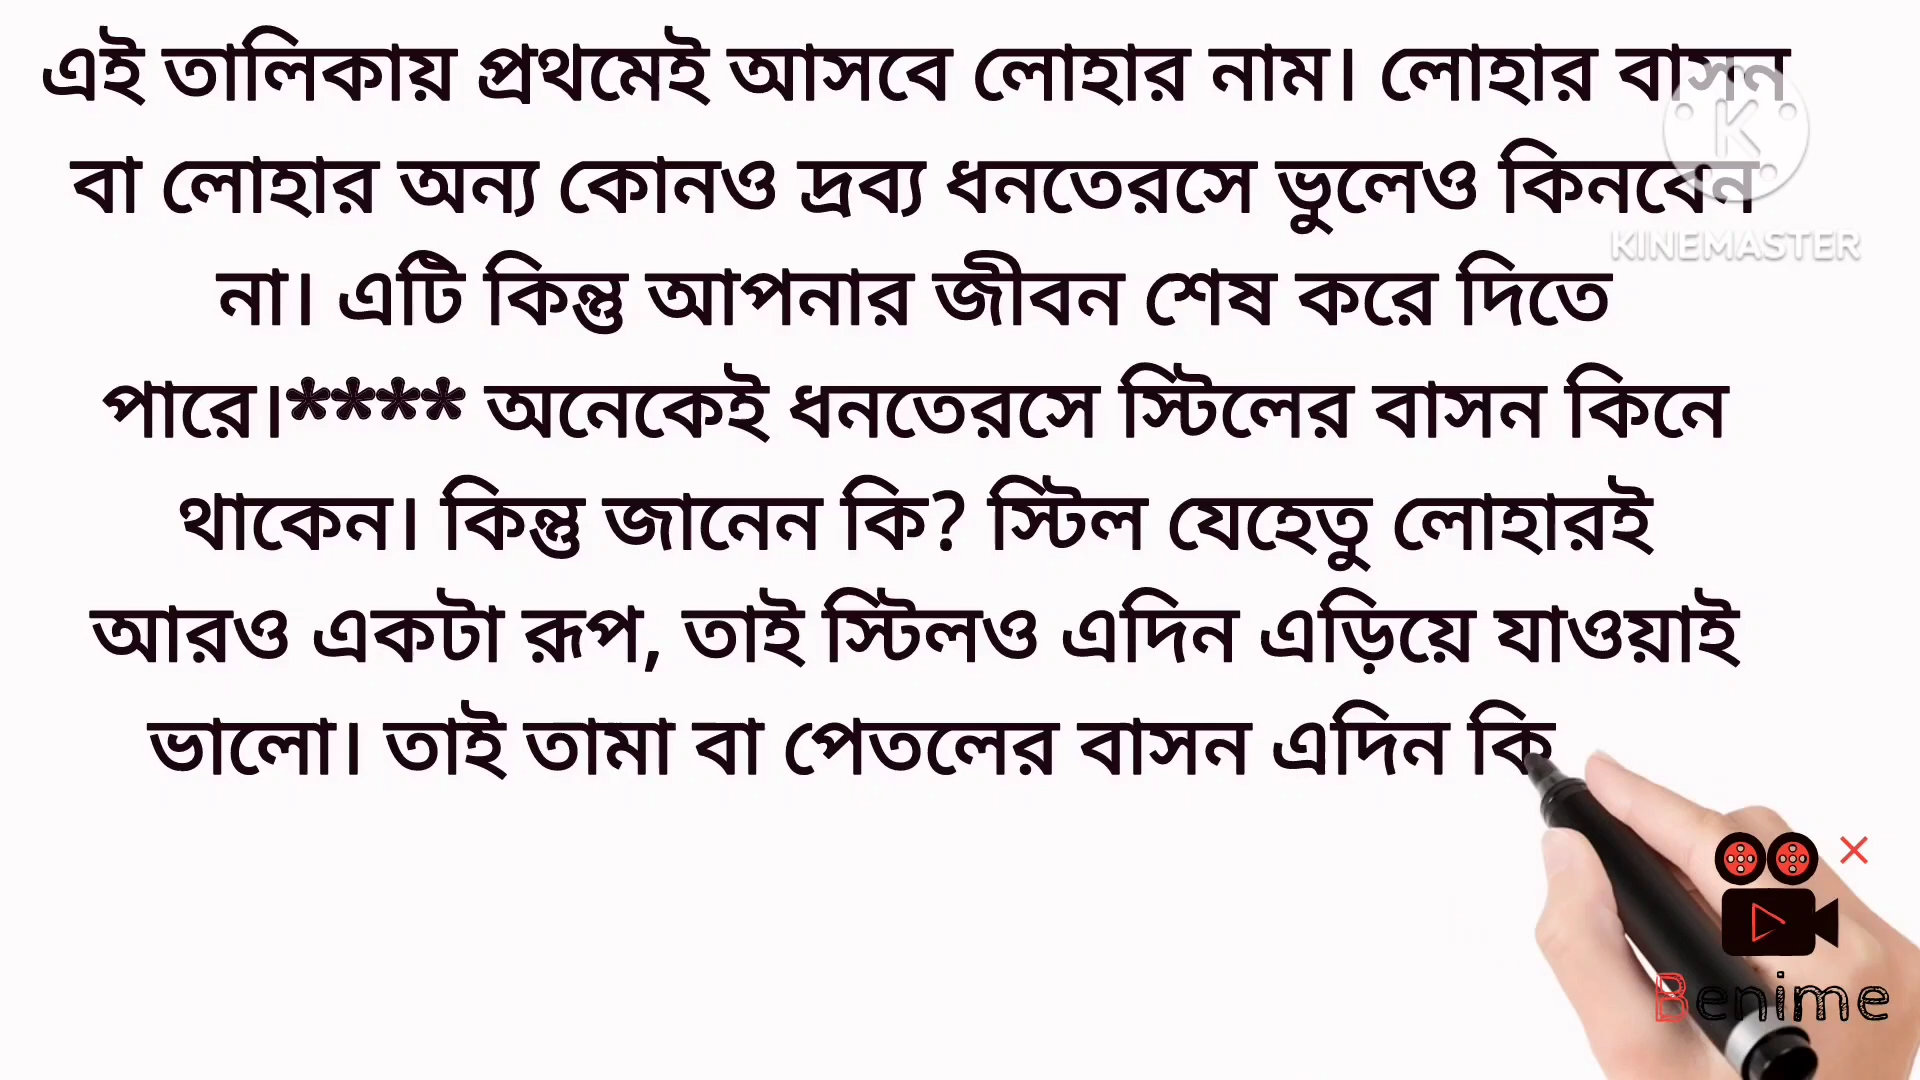 এই তালিকায় প্রথমেই আসবে লোহার নাম। লোহার বাসন
বা লোহার অন্য কোনও দ্রব্য ধনতেরসে ভুলেও কিনবেন
না। এটি কিন্তু আপনার জীবন শেষ করে দিতে
পারে।**** অনেকেই ধনতেরসে স্টিলের বাসন কিনে
থাকেন। কিন্তু জানেন কি? স্টিল যেহেতু লোহারই
আরও একটা রূপ, তাই স্টিলও এদিন এড়িয়ে যাওয়াই
ভালো। তাই তামা বা পেতলের বাসন এদিন কি
K
KINEMASTER
Benime